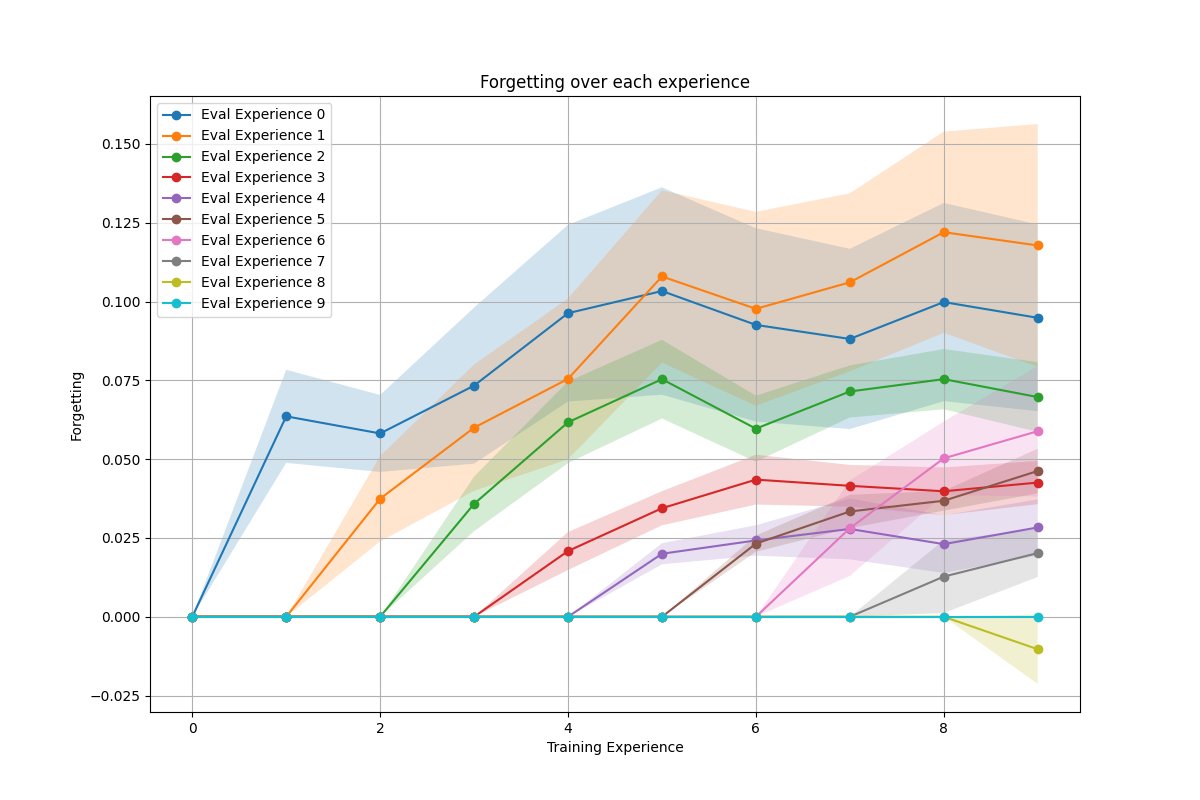 Forgetting over each experience
Eval Experience 0
Eval Experience 1
Eval Experience 2
Eval Experience 3
Eval Experience 4
Eval Experience 5
Eval Experience 6
Eval Experience 7
Eval Experience 8
Eval Experience 9
Forgetting
0.150
0.125
0.100
0.075
0.050
0.025
0.000
−0.025
0 2 4 6 8
Training Experience